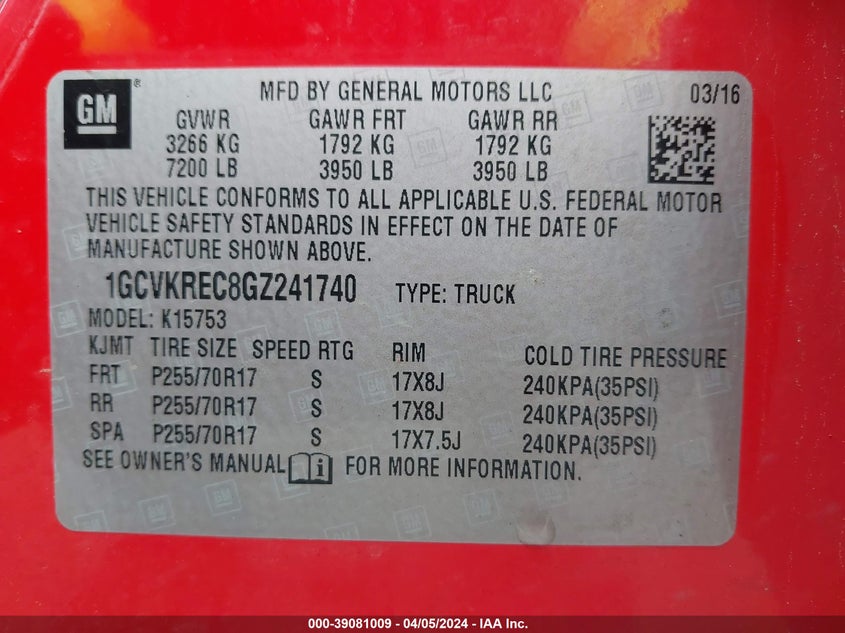 GM ®
MFD BY GENERAL MOTORS LLC 03/16
GVWR GAWR FRT GAWR RR
3266 KG 1792 KG 1792 KG
7200 LB 3950 LB 3950 LB
THIS VEHICLE CONFORMS TO ALL APPLICABLE U.S. FEDERAL MOTOR
VEHICLE SAFETY STANDARDS IN EFFECT ON THE DATE OF
MANUFACTURE SHOWN ABOVE.
1GCVKREC8GZ241740 TYPE: TRUCK
MODEL: K15753
KJMT TIRE SIZE SPEED RTG RIM COLD TIRE PRESSURE
FRT P255/70R17 S 17X8J 240KPA(35PSI)
RR P255/70R17 S 17X8J 240KPA(35PSI)
SPA P255/70R17 S 17X7.5J 240KPA(35PSI)
SEE OWNER'S MANUAL FOR MORE INFORMATION.
000-39081009 - 04/05/2024 - IAA Inc.